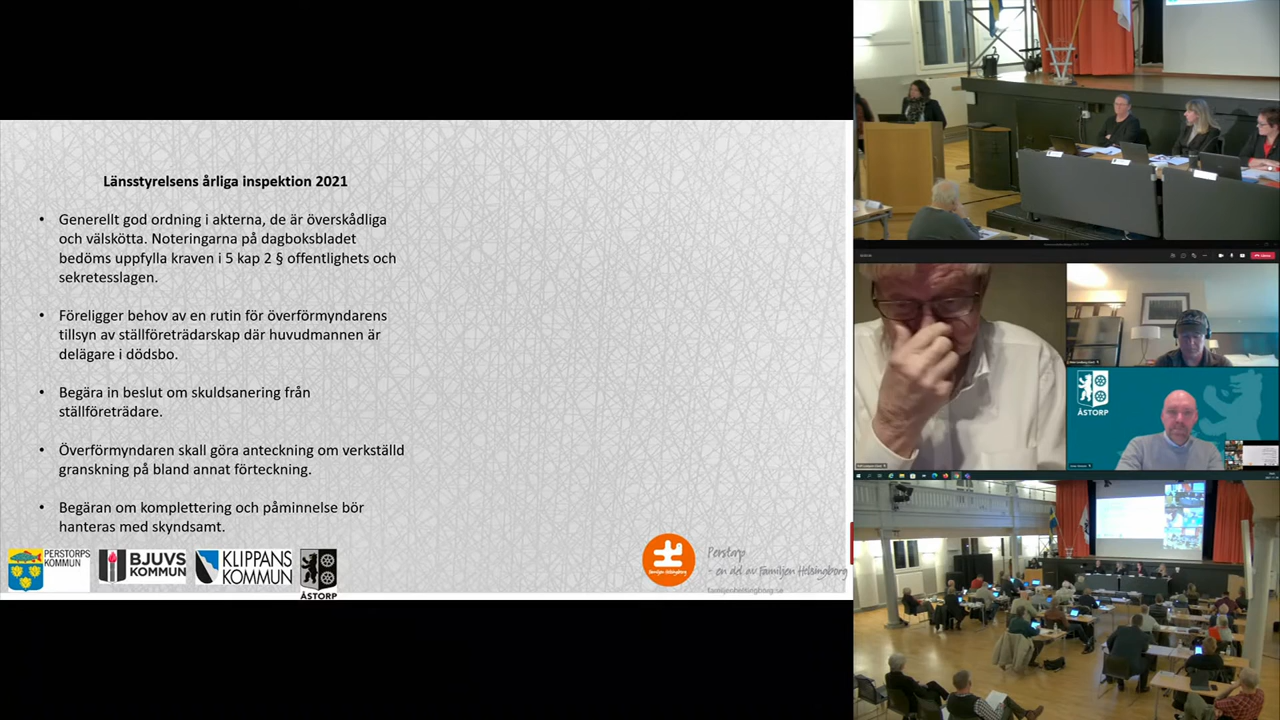 Länsstyrelsens årliga inspektion 2021
• Generellt god ordning i akterna, de är överskådliga
och välskötta. Noteringarna på dagboksbladet
bedöms uppfylla kraven i 5 kap 2 § offentlighets och
sekretesslagen.
• Föreligger behov av en rutin för överförmyndarens
tillsyn av ställföreträdarskap där huvudmannen är
delägare i dödsbo.
• Begära in beslut om skuldsanering från
ställföreträdare.
• Överförmyndaren skall göra anteckning om verkställd
granskning på bland annat förteckning.
• Begäran om komplettering och påminnelse bör
hanteras med skyndsamt.
PERSTORPS
KOMMUN
BJUVS
KOMMUN
KLIPPANS
KOMMUN
ÅSTORP
Familjen Helsingborg
Perstorp
- en del av Familjen Helsingborg
familjenhelsingborg.se
ÅSTORP